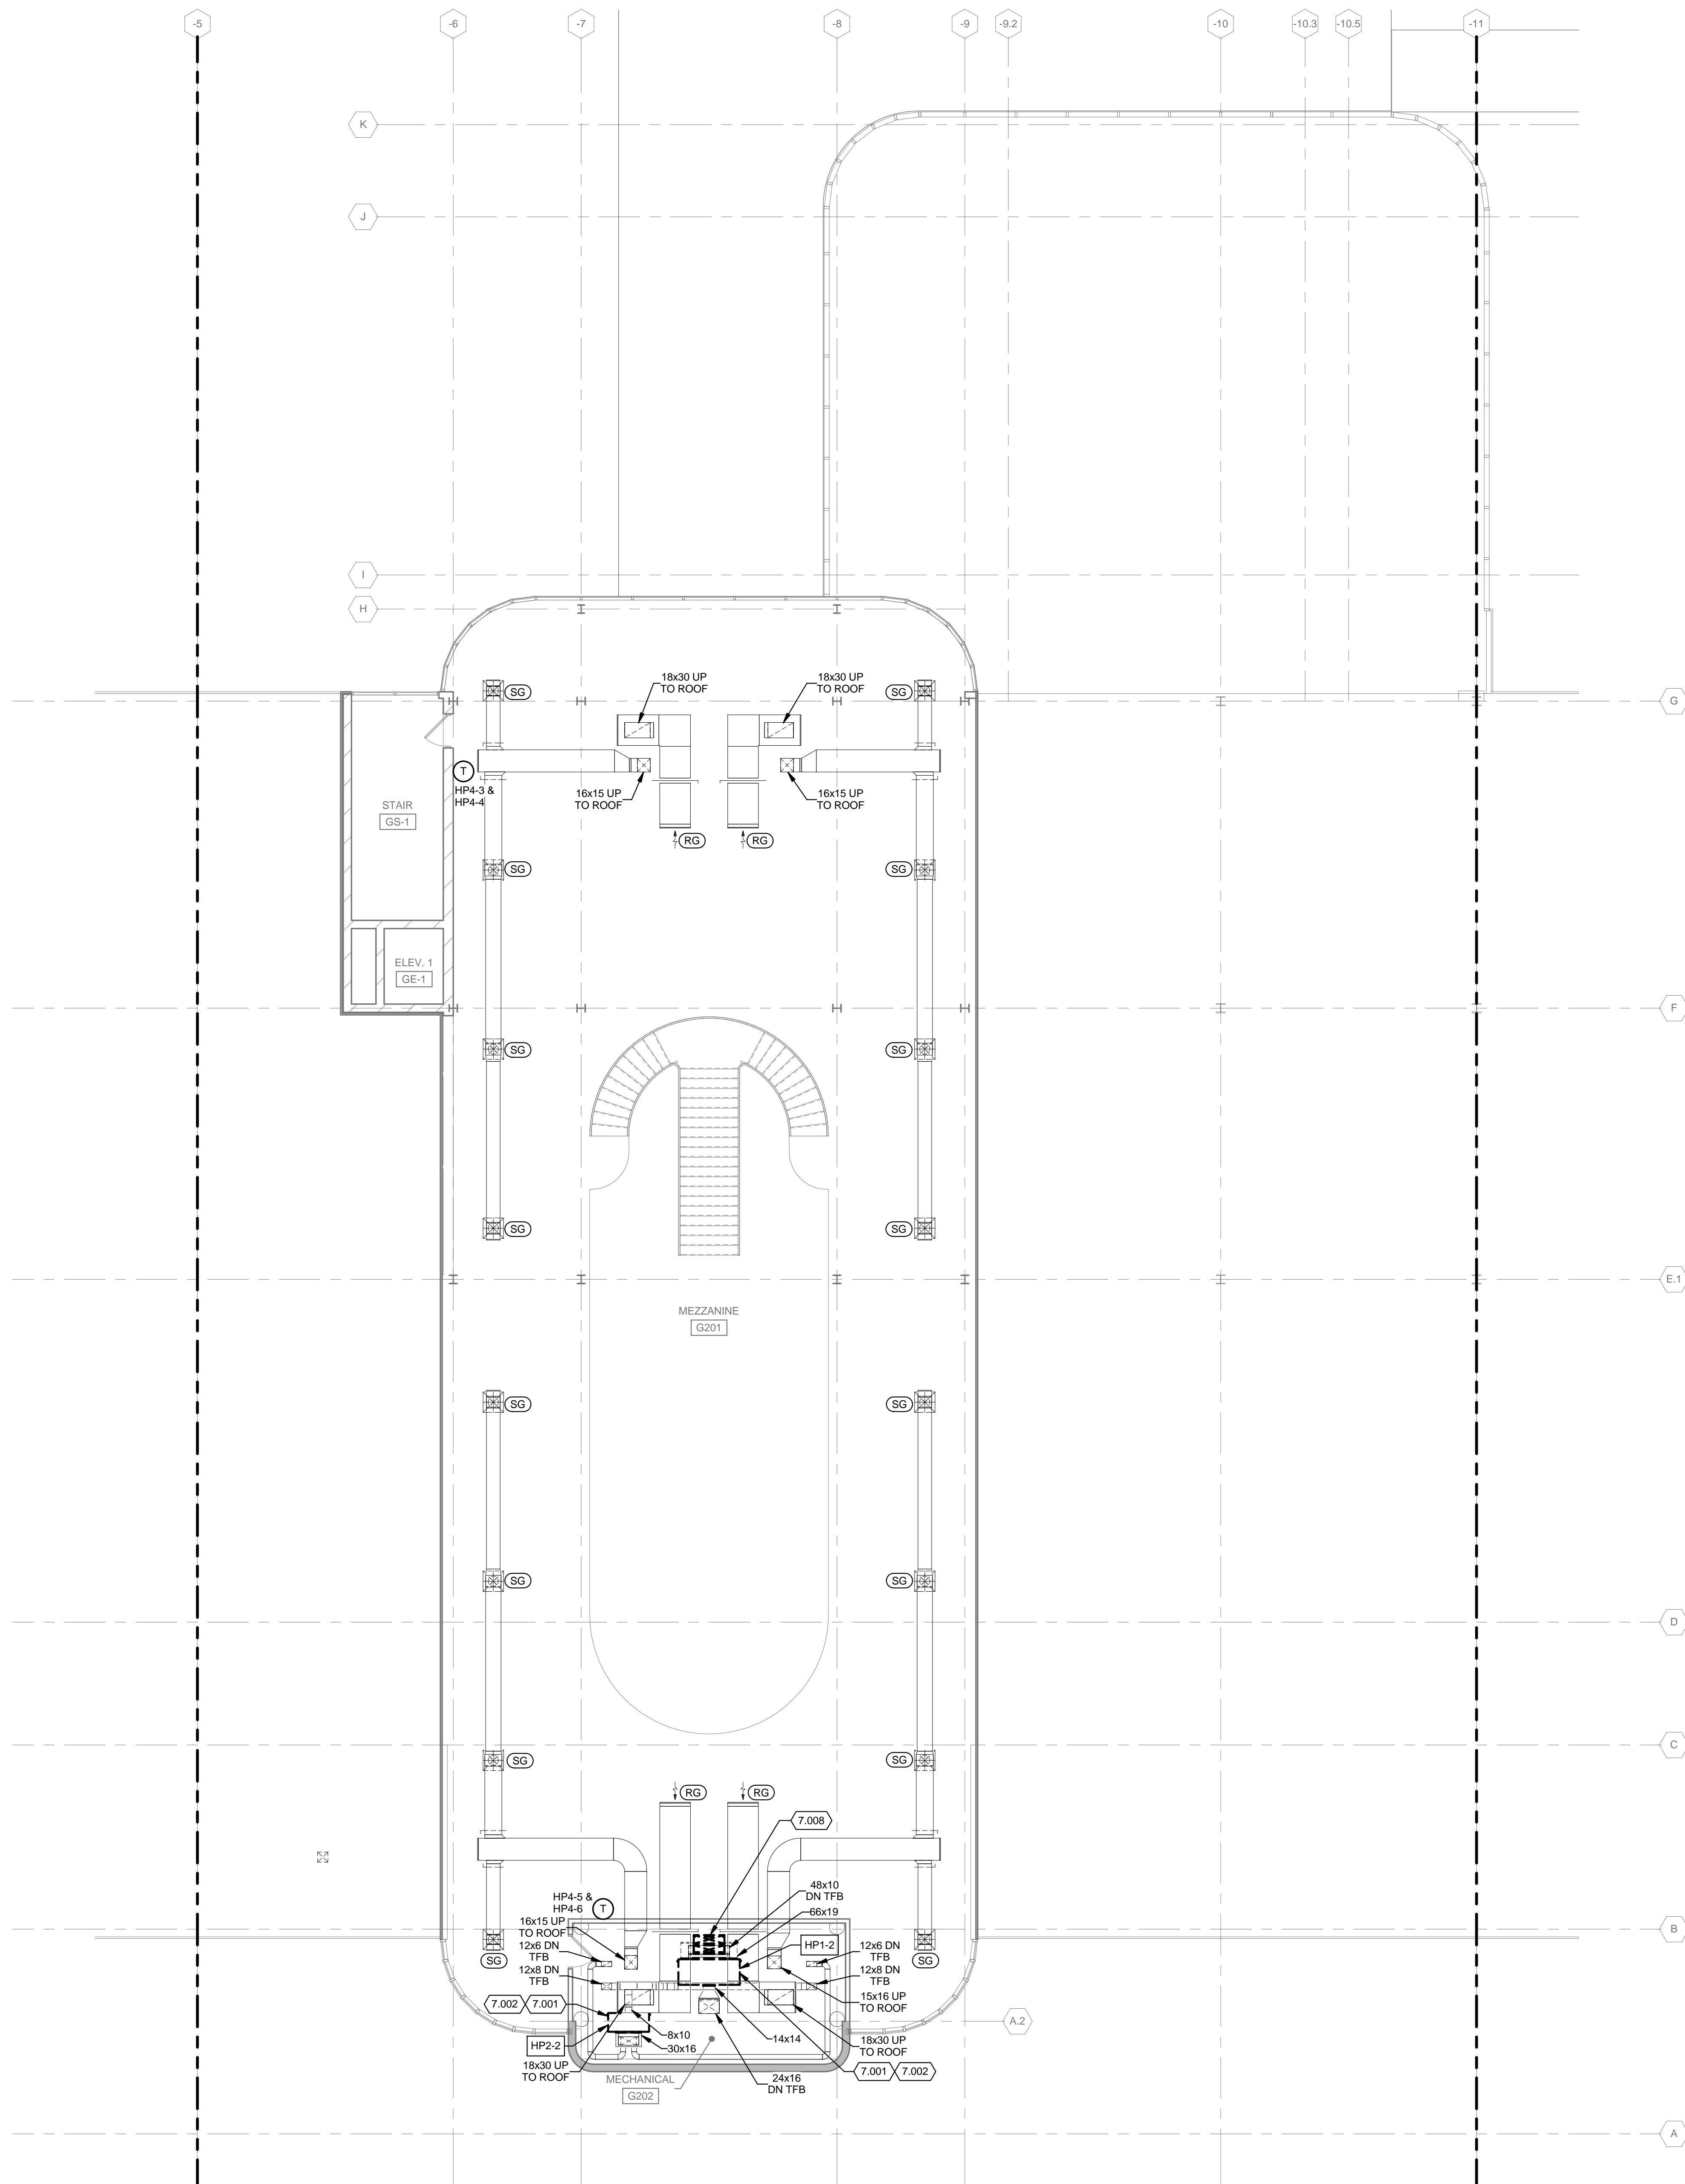 -5
-6
-7
-8
-9
-9.2
-10
-10.3
-10.5
-11
K
J
I
H
G
SG
18x30 UP
TO ROOF
18x30 UP
TO ROOF
SG
T
HP4-3 &
HP4-4
16x15 UP
TO ROOF
16x15 UP
TO ROOF
STAIR
GS-1
RG
RG
SG
SG
ELEV. 1
GE-1
F
SG
SG
SG
SG
E.1
MEZZANINE
G201
SG
SG
SG
SG
D
C
SG
SG
RG
RG
7.008
48x10
DN TFB
66x19
HP4-5 &
HP4-6
T
16x15 UP
TO ROOF
B
HP1-2
12x6 DN
TFB
12x6 DN
TFB
SG
SG
12x8 DN
TFB
12x8 DN
TFB
15x16 UP
TO ROOF
7.002
7.001
A.2
8x10
14x14
18x30 UP
TO ROOF
HP2-2
30x16
18x30 UP
TO ROOF
7.001
7.002
MECHANICAL
G202
24x16
DN TFB
A